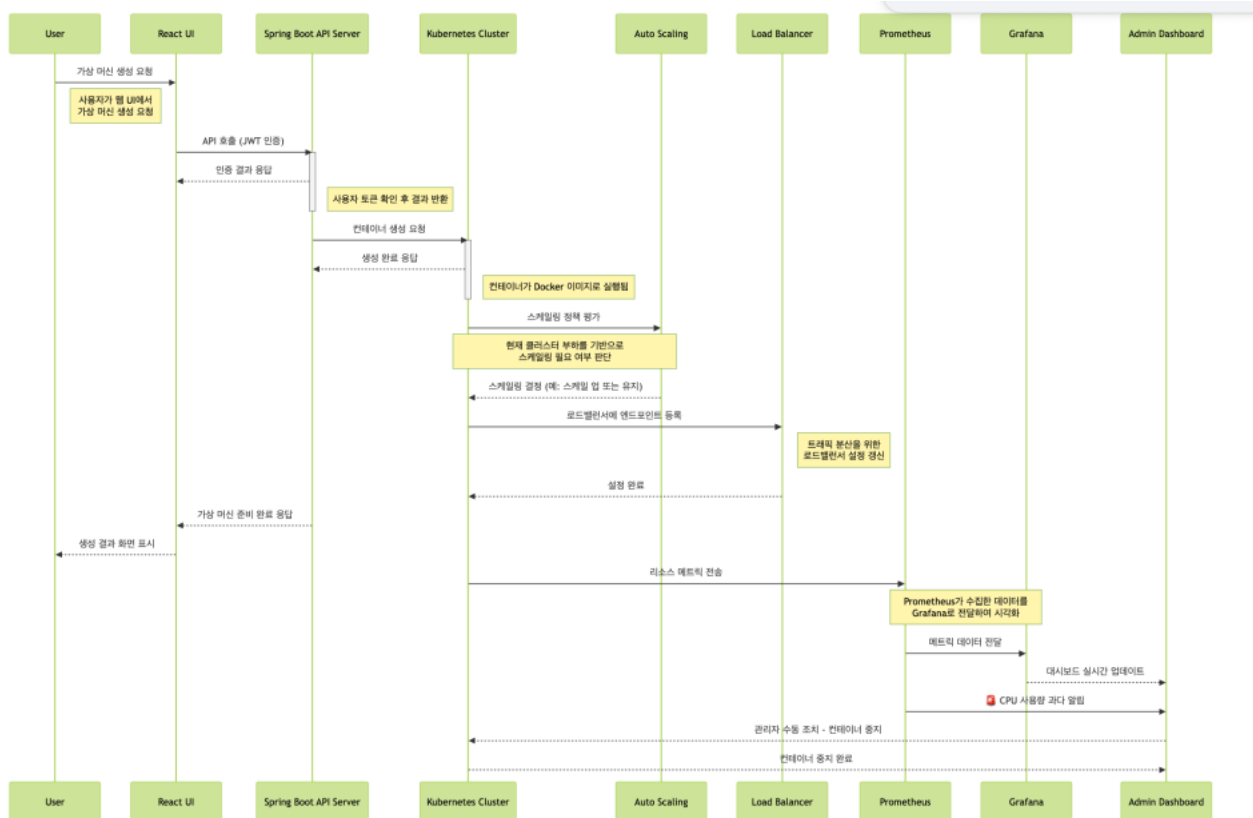 User React UI Spring Boot API Server Kubernetes Cluster Auto Scaling Load Balancer Prometheus Grafana Admin Dashboard
가상 머신 생성 요청
사용자가 웹 UI에서
가상 머신 생성 요청
API 호출 (JWT 인증)
인증 결과 응답
사용자 토큰 확인 후 결과 반환
컨테이너 생성 요청
생성 완료 응답
컨테이너가 Docker 이미지로 실행됨
스케일링 정책 평가
현재 클러스터 부하를 기반으로
스케일링 필요 여부 판단
스케일링 결정 (예: 스케일 업 또는 유지)
로드밸런서에 엔드포인트 등록
트래픽 분산을 위한
로드밸런서 설정 갱신
설정 완료
가상 머신 준비 완료 응답
생성 결과 화면 표시
리소스 메트릭 전송
Prometheus가 수집한 데이터를
Grafana로 전달하여 시각화
메트릭 데이터 전달
대시보드 실시간 업데이트
🚨 CPU 사용량 과다 알림
관리자 수동 조치 - 컨테이너 중지
컨테이너 중지 완료
User React UI Spring Boot API Server Kubernetes Cluster Auto Scaling Load Balancer Prometheus Grafana Admin Dashboard